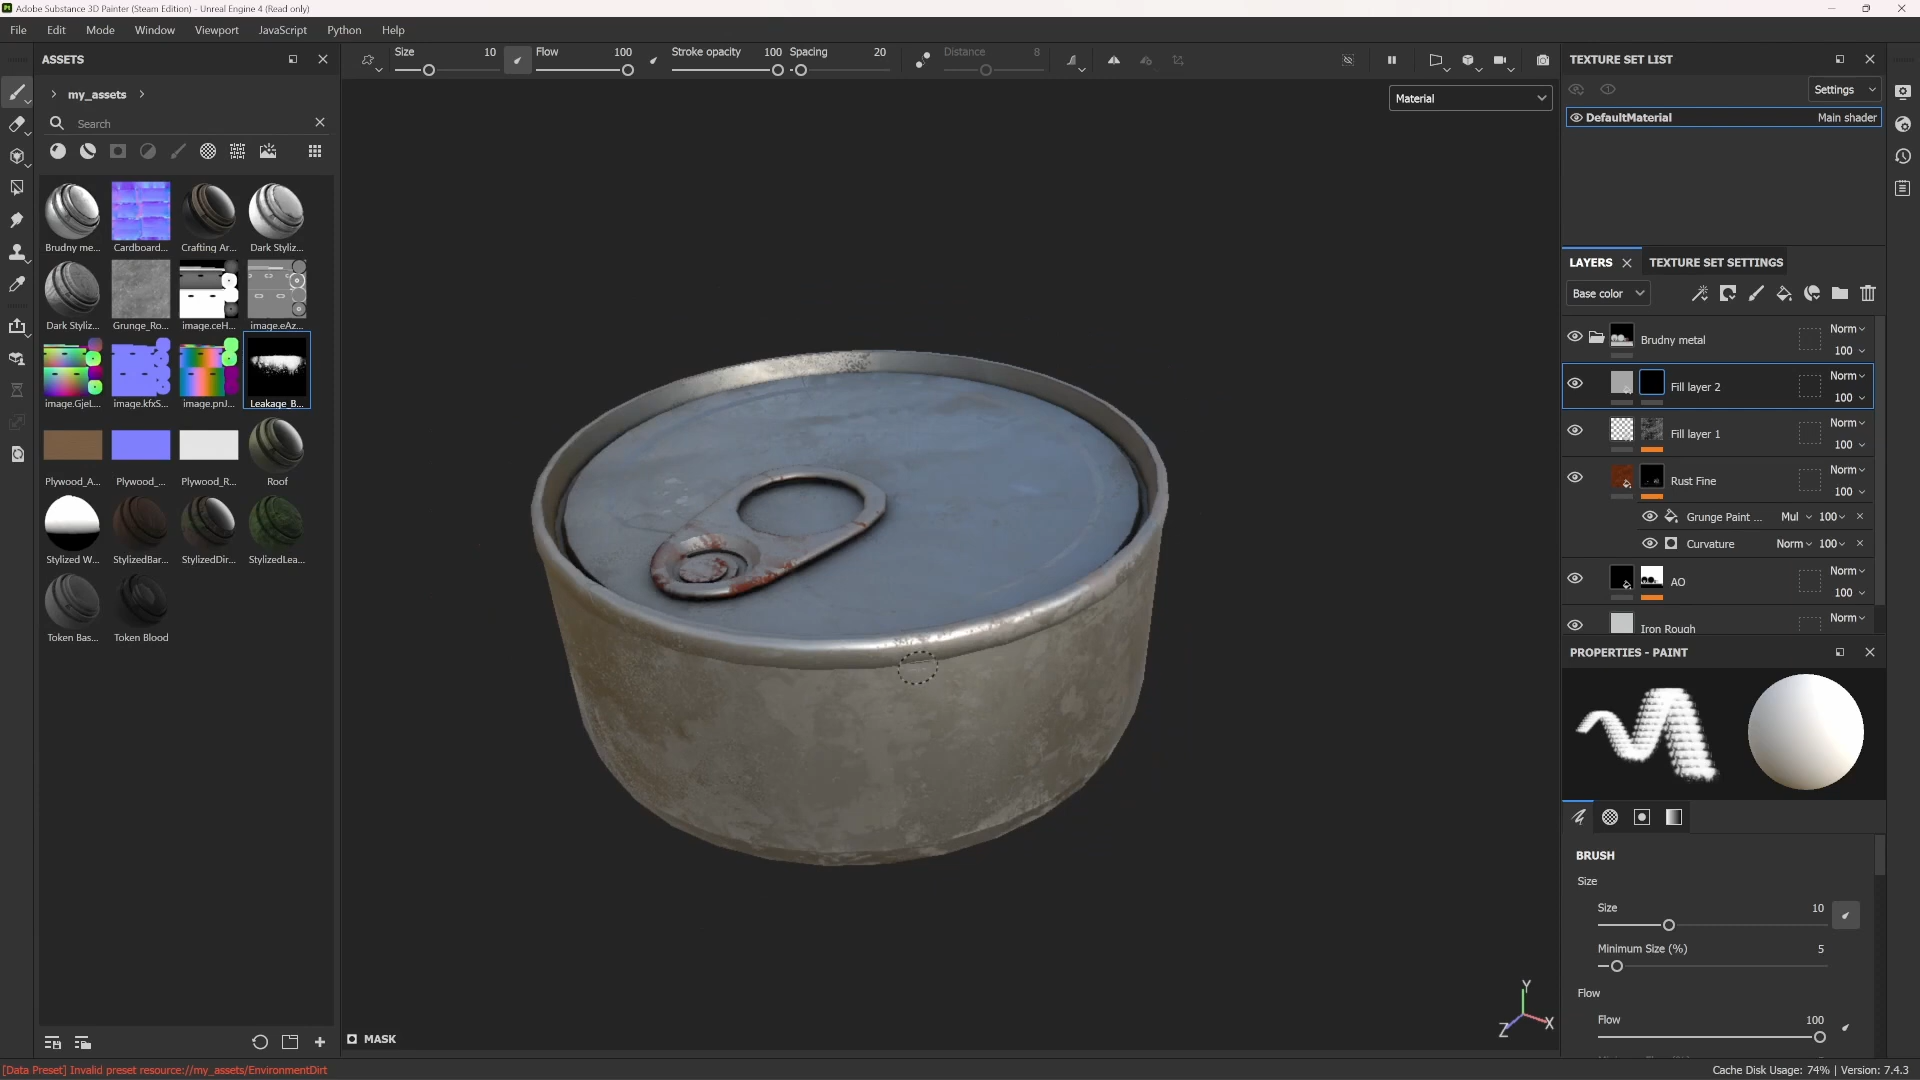 Adobe Substance 3D Painter (Steam Edition) - Unreal Engine 4 (Read only)
File Edit Mode Window Viewport JavaScript Python Help
ASSETS
Size 10 Flow 100 Stroke opacity 100 Spacing 20 Distance 8
TEXTURE SET LIST
my_assets
Settings
Search
Material
DefaultMaterial Main shader
Brudny me... Cardboard... Crafting Ar... Dark Styliz...
LAYERS TEXTURE SET SETTINGS
Base color
Dark Styliz... Grunge_Ro... image.ceH... image.eAz...
Norm
Brudny metal
100
Norm
Fill layer 2
100
image.GjeL... image.kfxS... image.pnJ... Leakage_B...
Norm
Fill layer 1
100
Norm
Rust Fine
100
Plywood_A... Plywood_... Plywood_R... Roof
Grunge Paint ... Mul 100
Curvature Norm 100
StylizedBar... StylizedDir... StylizedLea...
Stylized W...
Norm
AO
100
Norm
Iron Rough
Token Bas... Token Blood
PROPERTIES - PAINT
BRUSH
Size
Size 10
Minimum Size (%) 5
Flow
Flow 100
Y
X
Z
MASK
[Data Preset] Invalid preset resource://my_assets/EnvironmentDirt
Cache Disk Usage: 74% | Version: 7.4.3